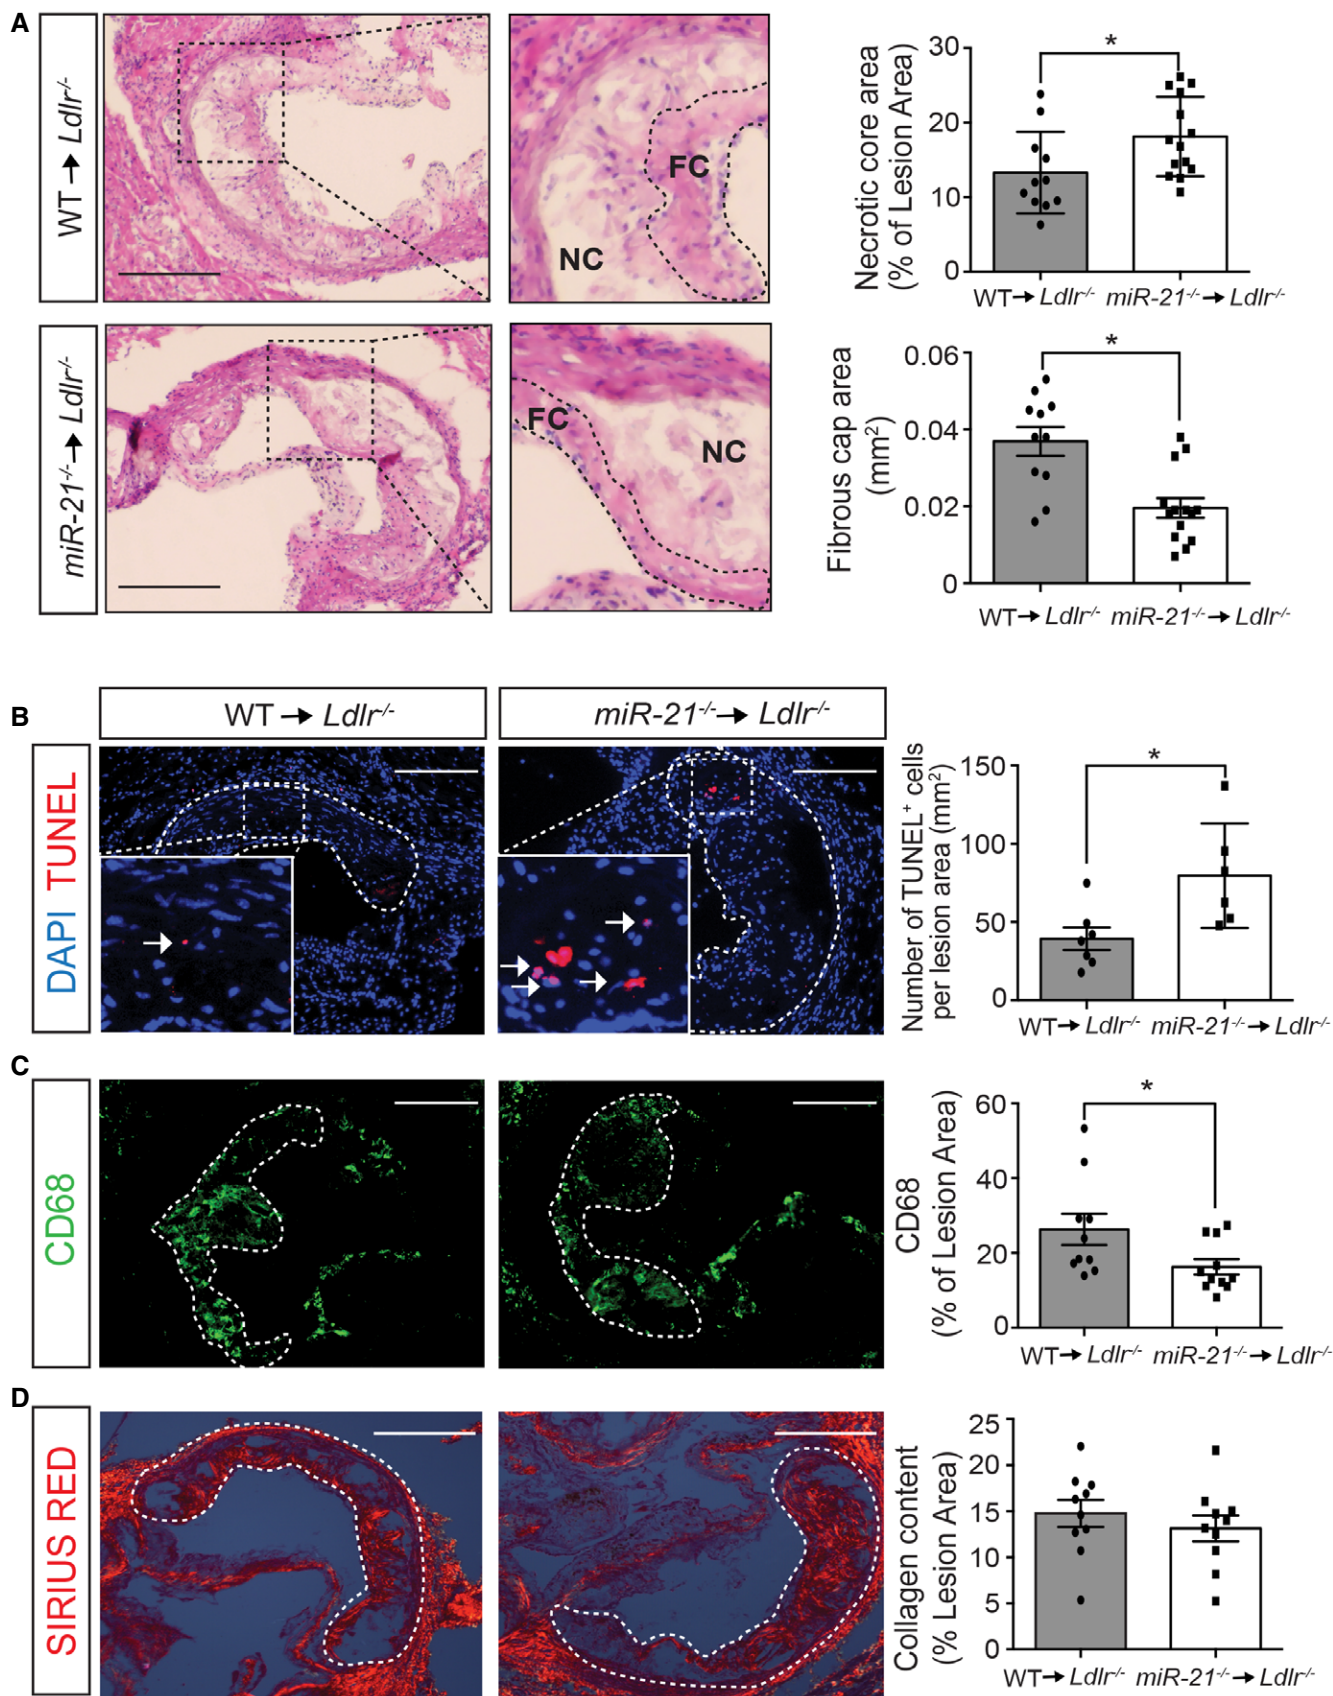 A
WT → Ldlr-/-
FC
NC
Necrotic core area
(% of Lesion Area)
30
20
10
0
*
WT → Ldlr-/- miR-21-/- → Ldlr-/-
miR-21-/- → Ldlr-/-
FC
NC
Fibrous cap area
(mm2)
0.06
0.04
0.02
0
*
WT → Ldlr-/- miR-21-/- → Ldlr-/-
B
WT → Ldlr-/-
miR-21-/- → Ldlr-/-
DAPI TUNEL
Number of TUNEL+ cells
per lesion area (mm2)
150
100
50
0
*
WT → Ldlr-/- miR-21-/- → Ldlr-/-
C
CD68
CD68
(% of Lesion Area)
60
40
20
0
*
WT → Ldlr-/- miR-21-/- → Ldlr-/-
D
SIRIUS RED
Collagen content
(% Lesion Area)
25
20
15
10
5
0
WT → Ldlr-/- miR-21-/- → Ldlr-/-